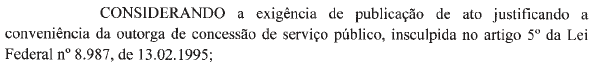 CONSIDERANDO a exigência de publicação de ato justificando a
conveniência da outorga de concessão de serviço público, insculpida no artigo 5º da Lei
Federal nº 8.987, de 13.02.1995;